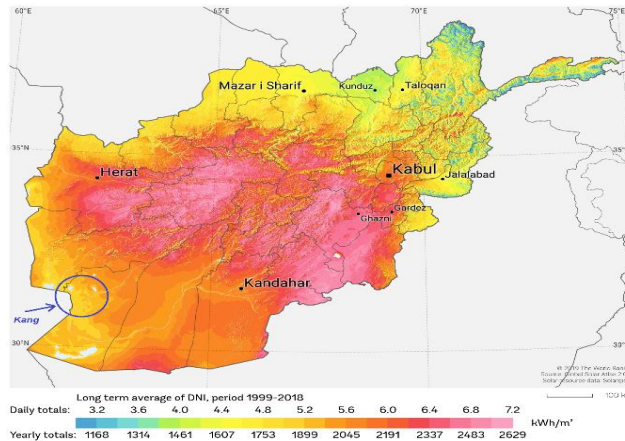 60°E
70°E
75°E
Mazar i Sharif
Kunduz
Taloqan
35°N
Herat
Kabul
Jalalabad
Gardez
Ghazni
Kandahar
Kang
30°N
© 2019 The World Bank
Source: Global Solar Atlas 2.0
Solar resource data: Solargis
100 k
Long term average of DNI, period 1999-2018
Daily totals: 3.2 3.6 4.0 4.4 4.8 5.2 5.6 6.0 6.4 6.8 7.2
kWh/m²
Yearly totals: 1168 1314 1461 1607 1753 1899 2045 2191 2337 2483 2629